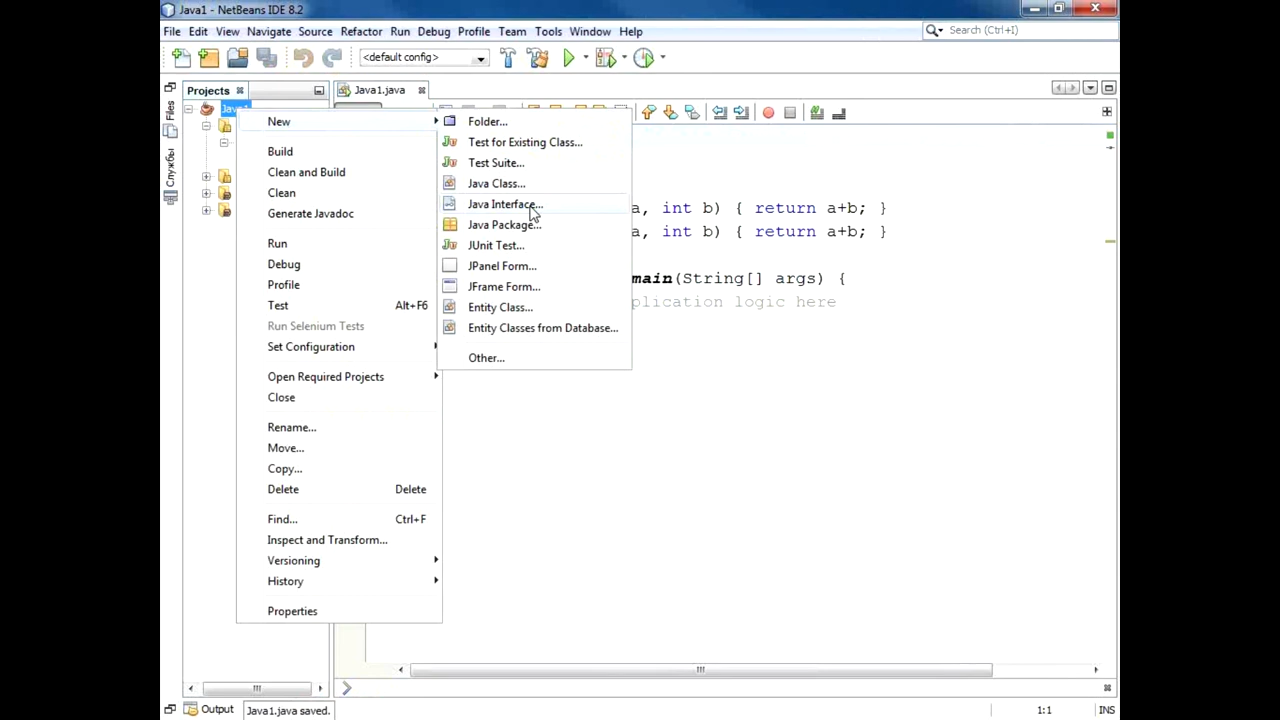 Java1 - NetBeans IDE 8.2
File Edit View Navigate Source Refactor Run Debug Profile Team Tools Window Help
Search (Ctrl+I)
<default config>
Projects
Java1.java
Files
Службы
Java1
New
Build
Clean and Build
Clean
Generate Javadoc
Run
Debug
Profile
Test Alt+F6
Run Selenium Tests
Set Configuration
Open Required Projects
Close
Rename...
Move...
Copy...
Delete Delete
Find... Ctrl+F
Inspect and Transform...
Versioning
History
Properties
Folder...
Test for Existing Class...
Test Suite...
Java Class...
Java Interface...
Java Package...
JUnit Test...
JPanel Form...
JFrame Form...
Entity Class...
Entity Classes from Database...
Other...
a, int b) { return a+b; }
a, int b) { return a+b; }
main(String[] args) {
plication logic here
Output
Java1.java saved.
1:1
INS